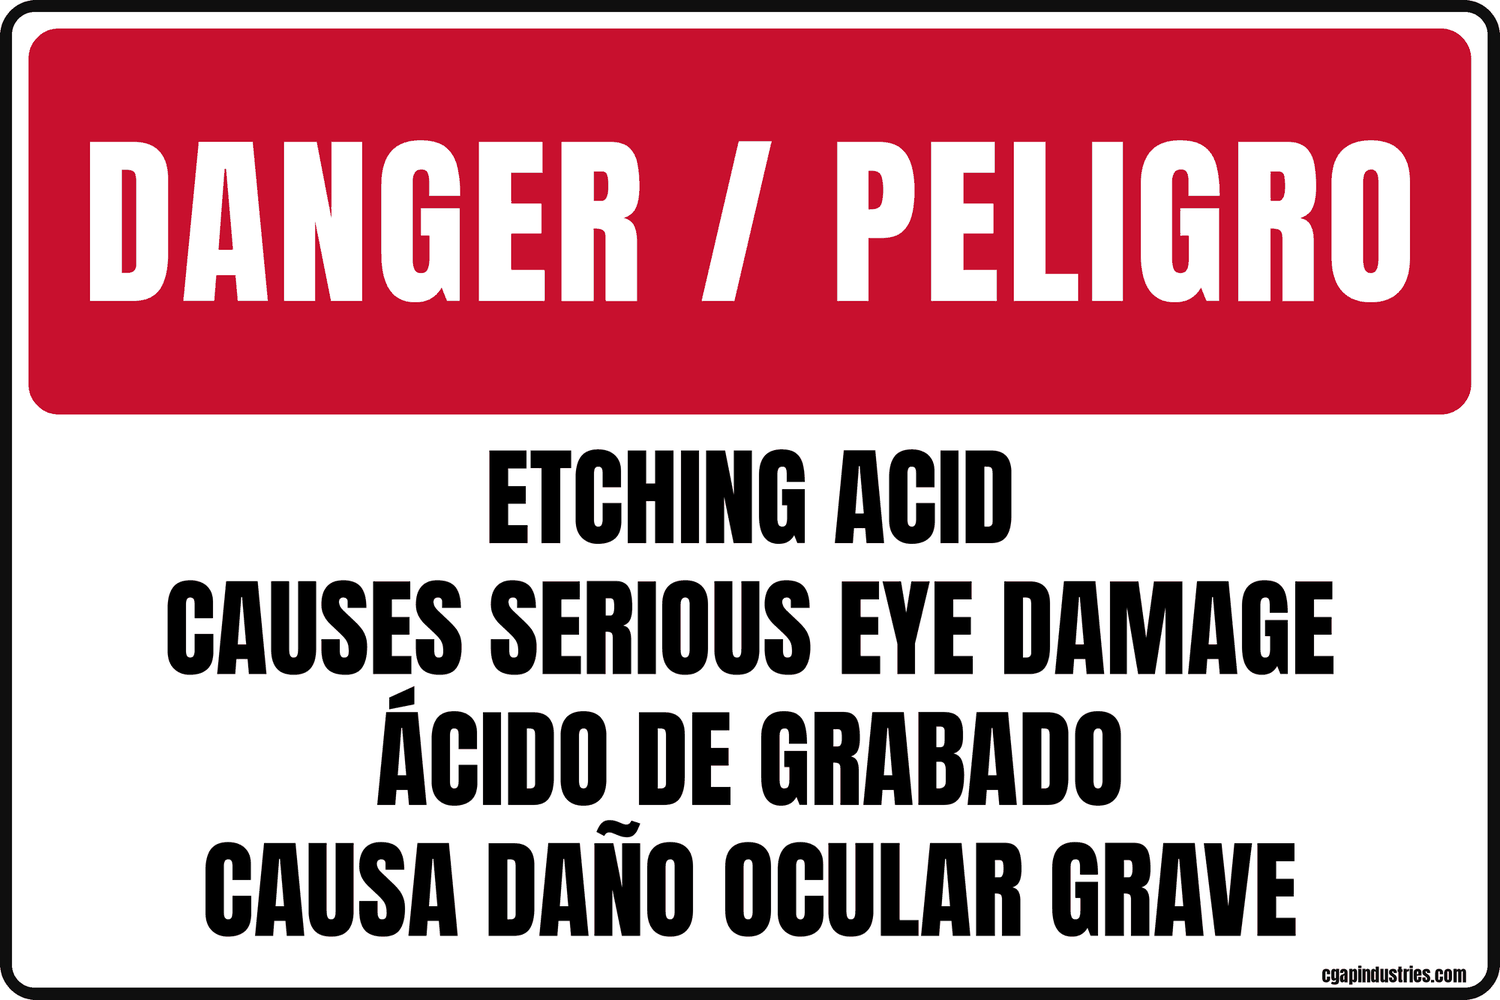 DANGER / PELIGRO
ETCHING ACID
CAUSES SERIOUS EYE DAMAGE
ÁCIDO DE GRABADO
CAUSA DAÑO OCULAR GRAVE
cgapindustries.com